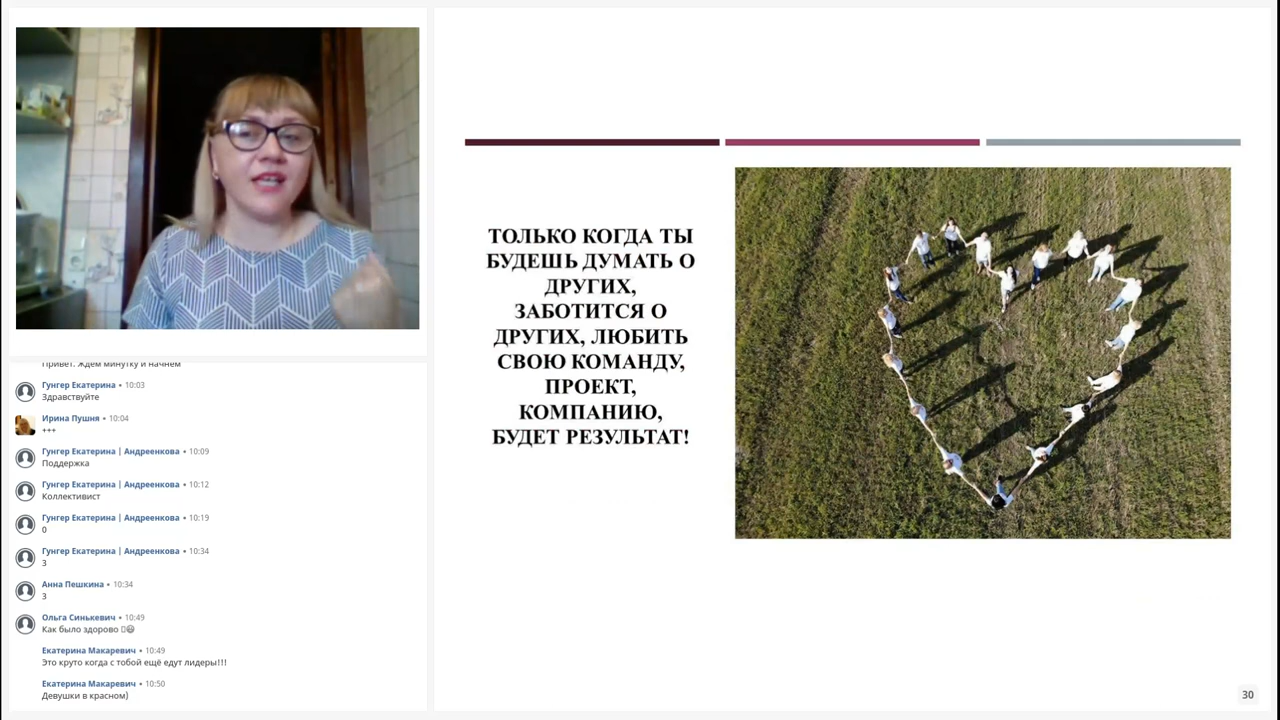 ТОЛЬКО КОГДА ТЫ
БУДЕШЬ ДУМАТЬ О
ДРУГИХ,
ЗАБОТИТСЯ О
ДРУГИХ, ЛЮБИТЬ
СВОЮ КОМАНДУ,
ПРОЕКТ,
КОМПАНИЮ,
БУДЕТ РЕЗУЛЬТАТ!
Привет. Ждем минутку и начнем
Гунгер Екатерина • 10:03
Здравствуйте
Ирина Пушня • 10:04
+++
Гунгер Екатерина | Андреенкова • 10:09
Поддержка
Гунгер Екатерина | Андреенкова • 10:12
Коллективист
Гунгер Екатерина | Андреенкова • 10:19
0
Гунгер Екатерина | Андреенкова • 10:34
3
Анна Пешкина • 10:34
3
Ольга Синькевич • 10:49
Как было здорово
Екатерина Макаревич • 10:49
Это круто когда с тобой ещё едут лидеры!!!
Екатерина Макаревич • 10:50
Девушки в красном)
30